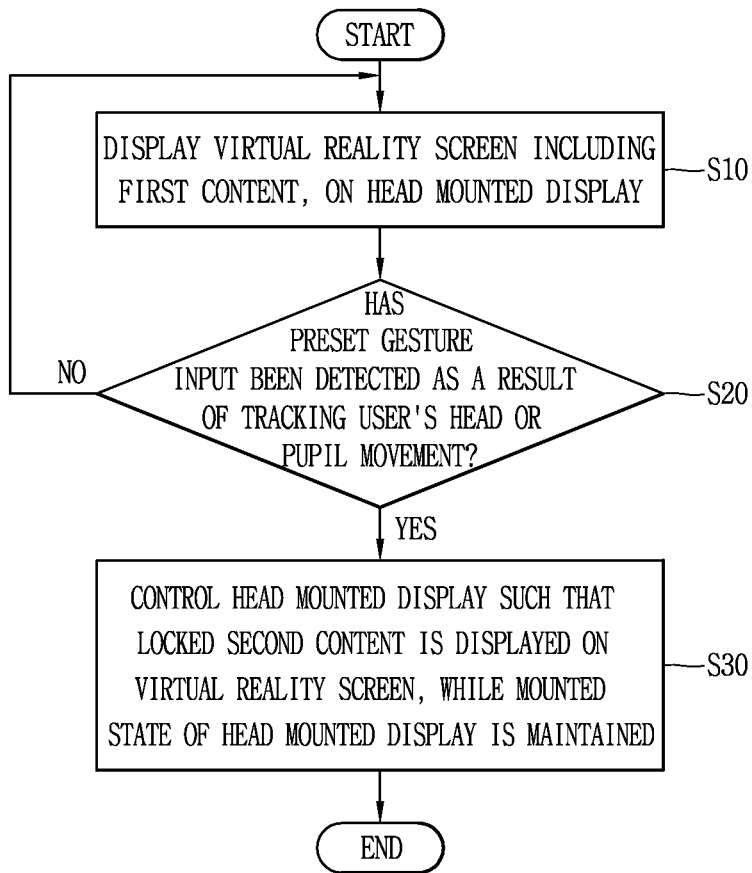 START
DISPLAY VIRTUAL REALITY SCREEN INCLUDING
FIRST CONTENT, ON HEAD MOUNTED DISPLAY
S10
HAS
PRESET GESTURE
INPUT BEEN DETECTED AS A RESULT
OF TRACKING USER'S HEAD OR
PUPIL MOVEMENT?
S20
NO
YES
CONTROL HEAD MOUNTED DISPLAY SUCH THAT
LOCKED SECOND CONTENT IS DISPLAYED ON
VIRTUAL REALITY SCREEN, WHILE MOUNTED
STATE OF HEAD MOUNTED DISPLAY IS MAINTAINED
S30
END